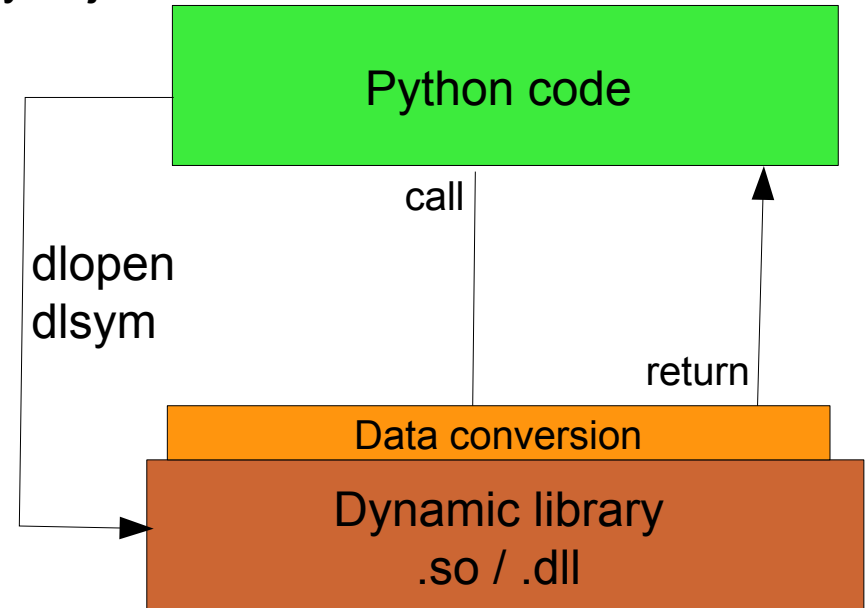 Python code
call
dlopen
dlsym
return
Data conversion
Dynamic library
.so / .dll